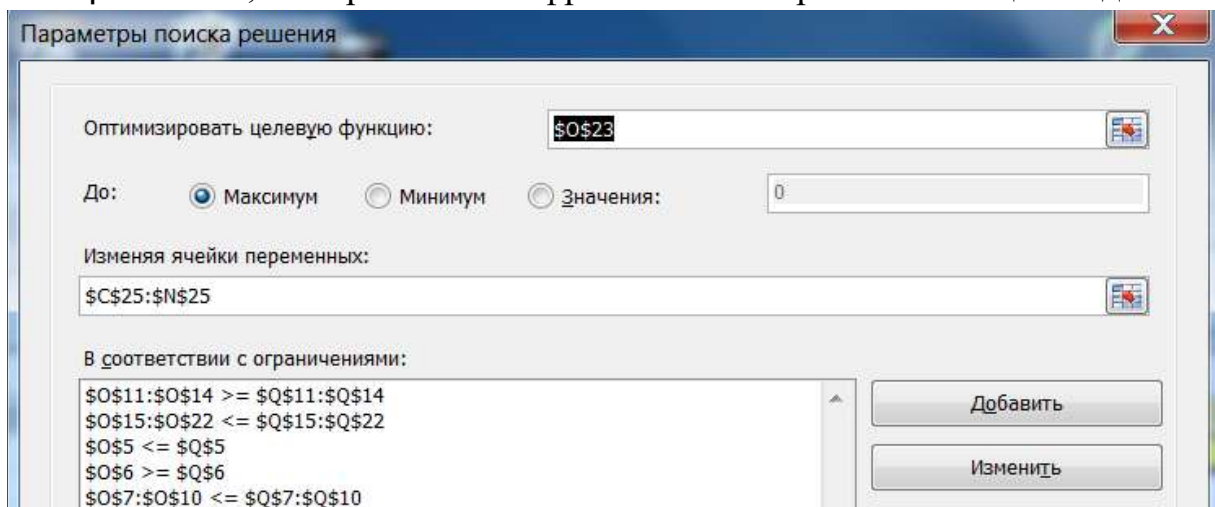 Параметры поиска решения
X
Оптимизировать целевую функцию: $O$23
До: Максимум Минимум Значения: 0
Изменяя ячейки переменных:
$C$25:$N$25
В соответствии с ограничениями:
$O$11:$O$14 >= $Q$11:$Q$14
$O$15:$O$22 <= $Q$15:$Q$22
$O$5 <= $Q$5
$O$6 >= $Q$6
$O$7:$O$10 <= $Q$7:$Q$10
Добавить
Изменить